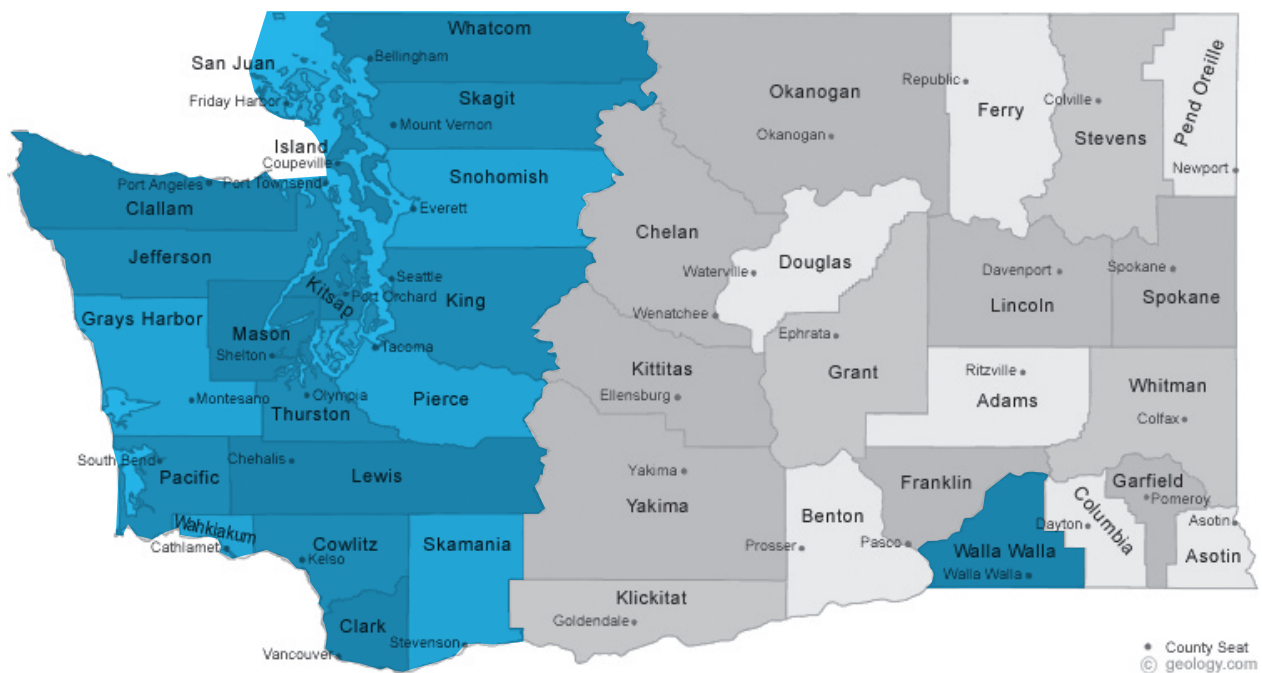 Whatcom
Bellingham
San Juan
Friday Harbor
Skagit
Mount Vernon
Island
Coupeville
Port Angeles
Port Townsend
Clallam
Snohomish
Everett
Jefferson
Seattle
Kitsap
Port Orchard
King
Grays Harbor
Mason
Shelton
Tacoma
Montesano
Olympia
Thurston
Pierce
South Bend
Pacific
Chehalis
Lewis
Wahkiakum
Cathlamet
Cowlitz
Kelso
Skamania
Clark
Vancouver
Stevenson
Okanogan
Okanogan
Republic
Ferry
Colville
Stevens
Pend Oreille
Newport
Chelan
Waterville
Douglas
Wenatchee
Davenport
Lincoln
Spokane
Spokane
Ephrata
Grant
Kittitas
Ellensburg
Ritzville
Adams
Whitman
Colfax
Yakima
Yakima
Benton
Prosser
Franklin
Pasco
Walla Walla
Walla Walla
Columbia
Dayton
Garfield
Pomeroy
Asotin
Asotin
Klickitat
Goldendale
County Seat
© geology.com